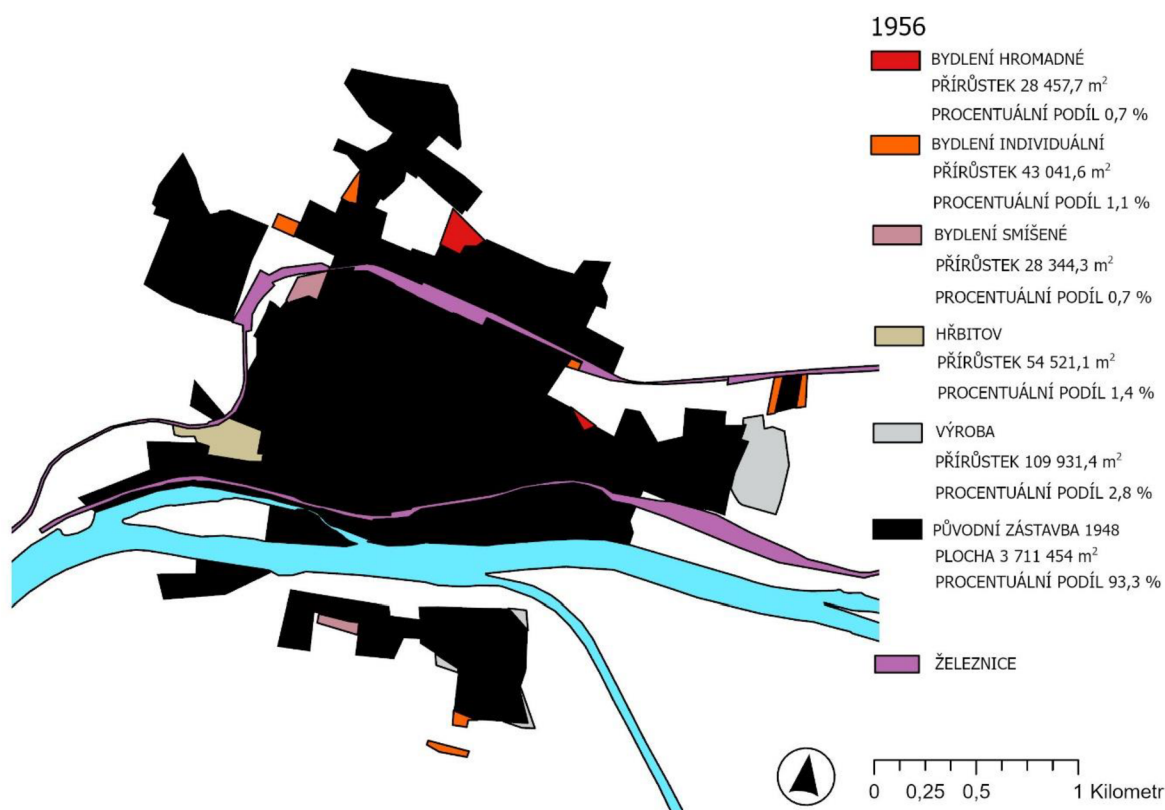 1956
BYDLENÍ HROMADNÉ
PŘÍRŮSTEK 28 457,7 m²
PROCENTUÁLNÍ PODÍL 0,7 %
BYDLENÍ INDIVIDUÁLNÍ
PŘÍRŮSTEK 43 041,6 m²
PROCENTUÁLNÍ PODÍL 1,1 %
BYDLENÍ SMÍŠENÉ
PŘÍRŮSTEK 28 344,3 m²
PROCENTUÁLNÍ PODÍL 0,7 %
HŘBITOV
PŘÍRŮSTEK 54 521,1 m²
PROCENTUÁLNÍ PODÍL 1,4 %
VÝROBA
PŘÍRŮSTEK 109 931,4 m²
PROCENTUÁLNÍ PODÍL 2,8 %
PŮVODNÍ ZÁSTAVBA 1948
PLOCHA 3 711 454 m²
PROCENTUÁLNÍ PODÍL 93,3 %
ŽELEZNICE
0 0,25 0,5 1 Kilometr